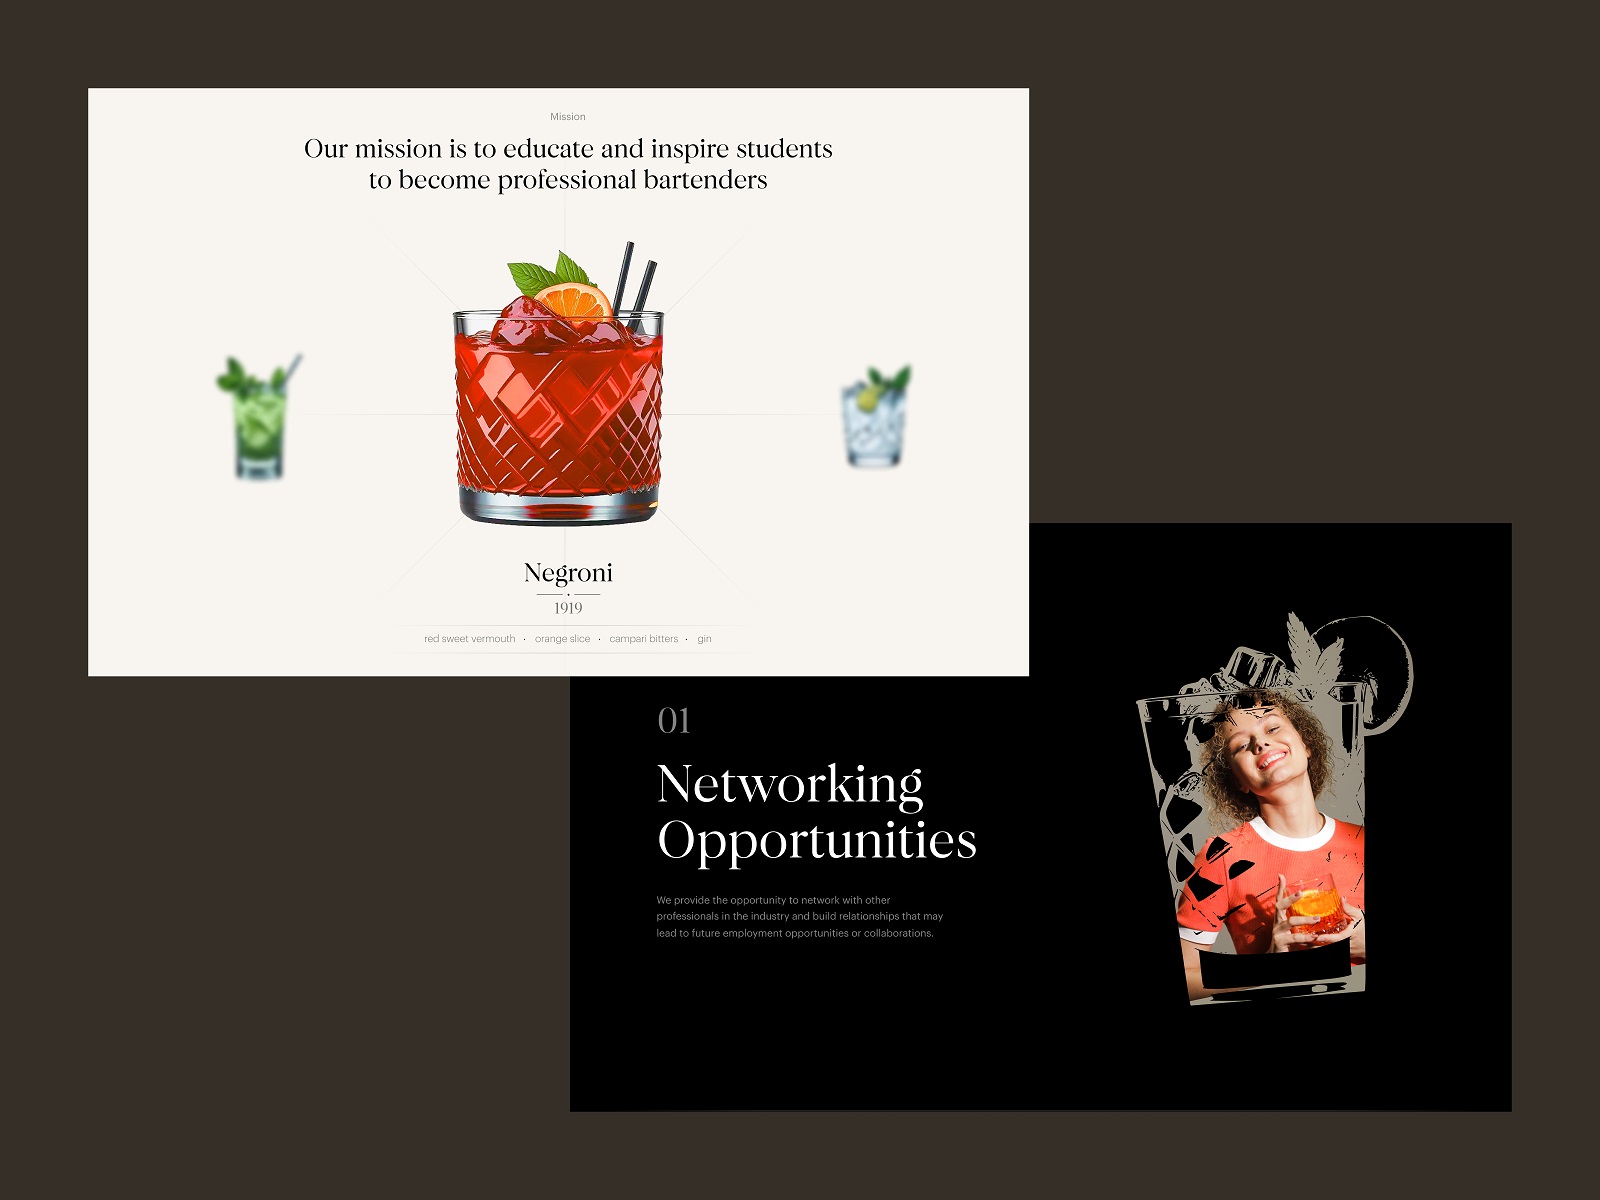 Mission
Our mission is to educate and inspire students
to become professional bartenders
Negroni
1919
red sweet vermouth · orange slice · campari bitters · gin
01
Networking
Opportunities
We provide the opportunity to network with other
professionals in the industry and build relationships that may
lead to future employment opportunities or collaborations.